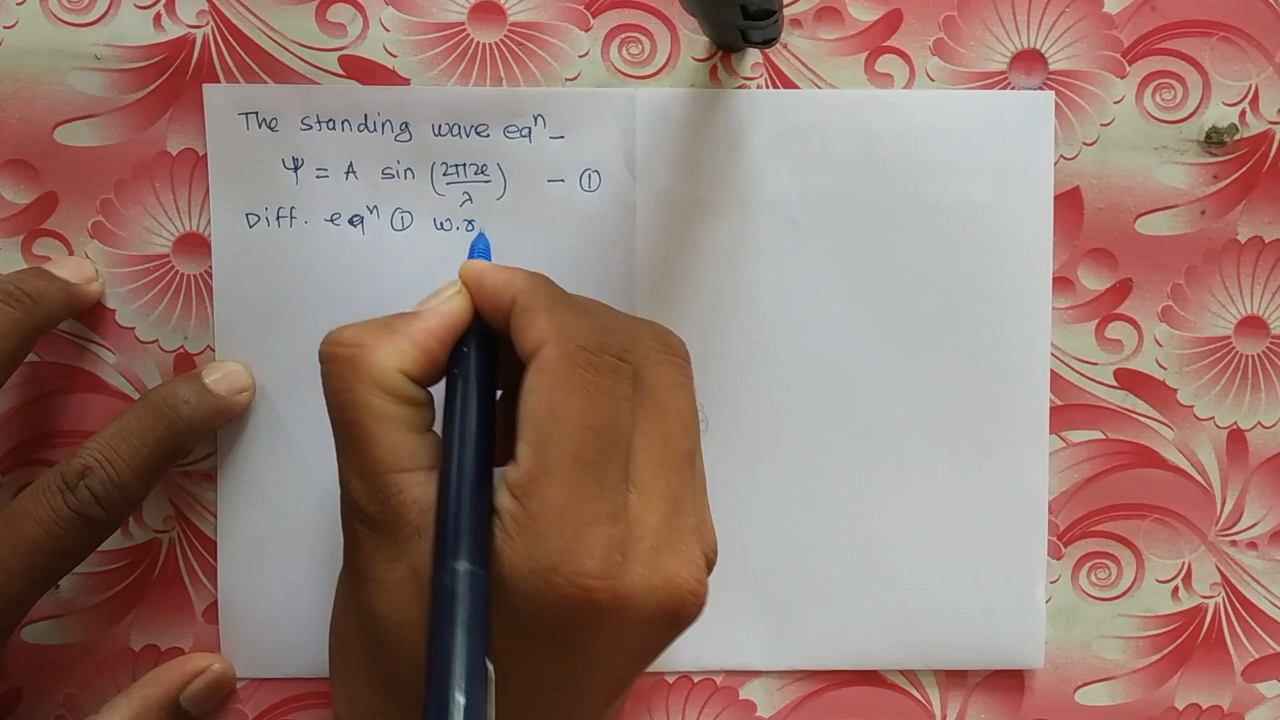 The standing wave eqⁿ –
ψ = A sin (2πx/λ) – ①
Diff. eqⁿ ① w.r.